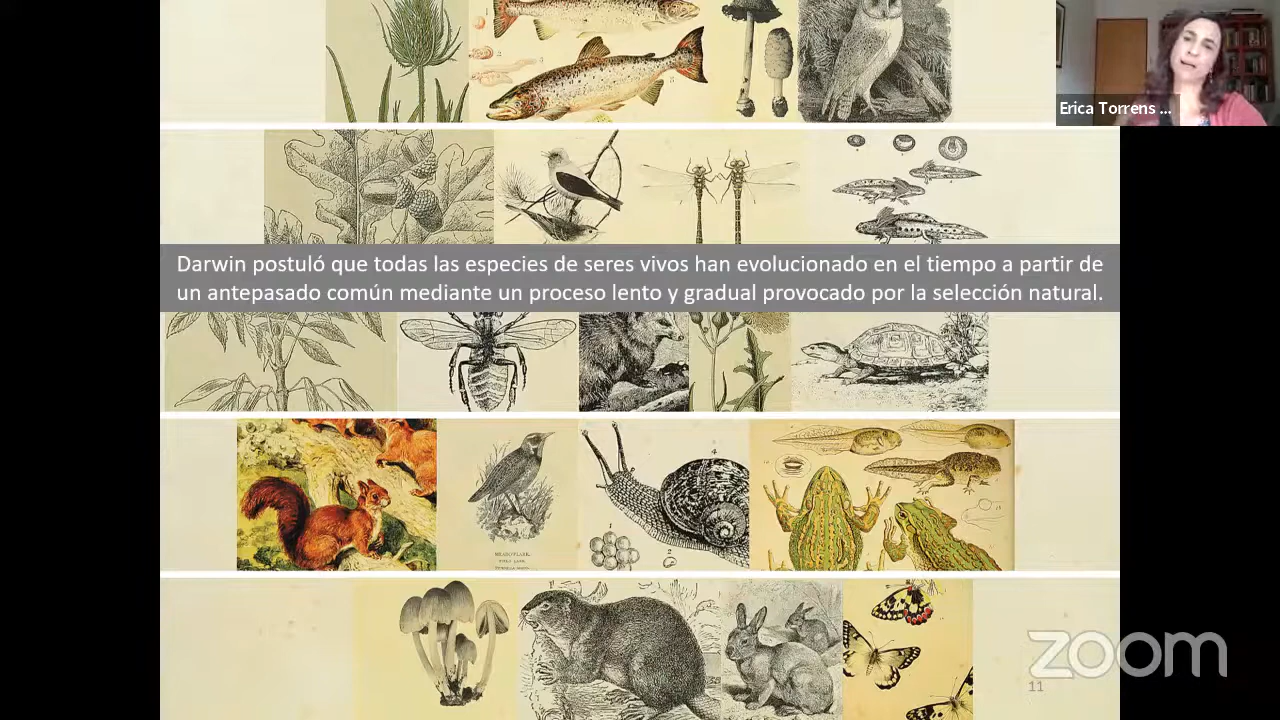 Erica Torrens ...
Darwin postuló que todas las especies de seres vivos han evolucionado en el tiempo a partir de
un antepasado común mediante un proceso lento y gradual provocado por la selección natural.
MEADOWLARK.
zoom
11